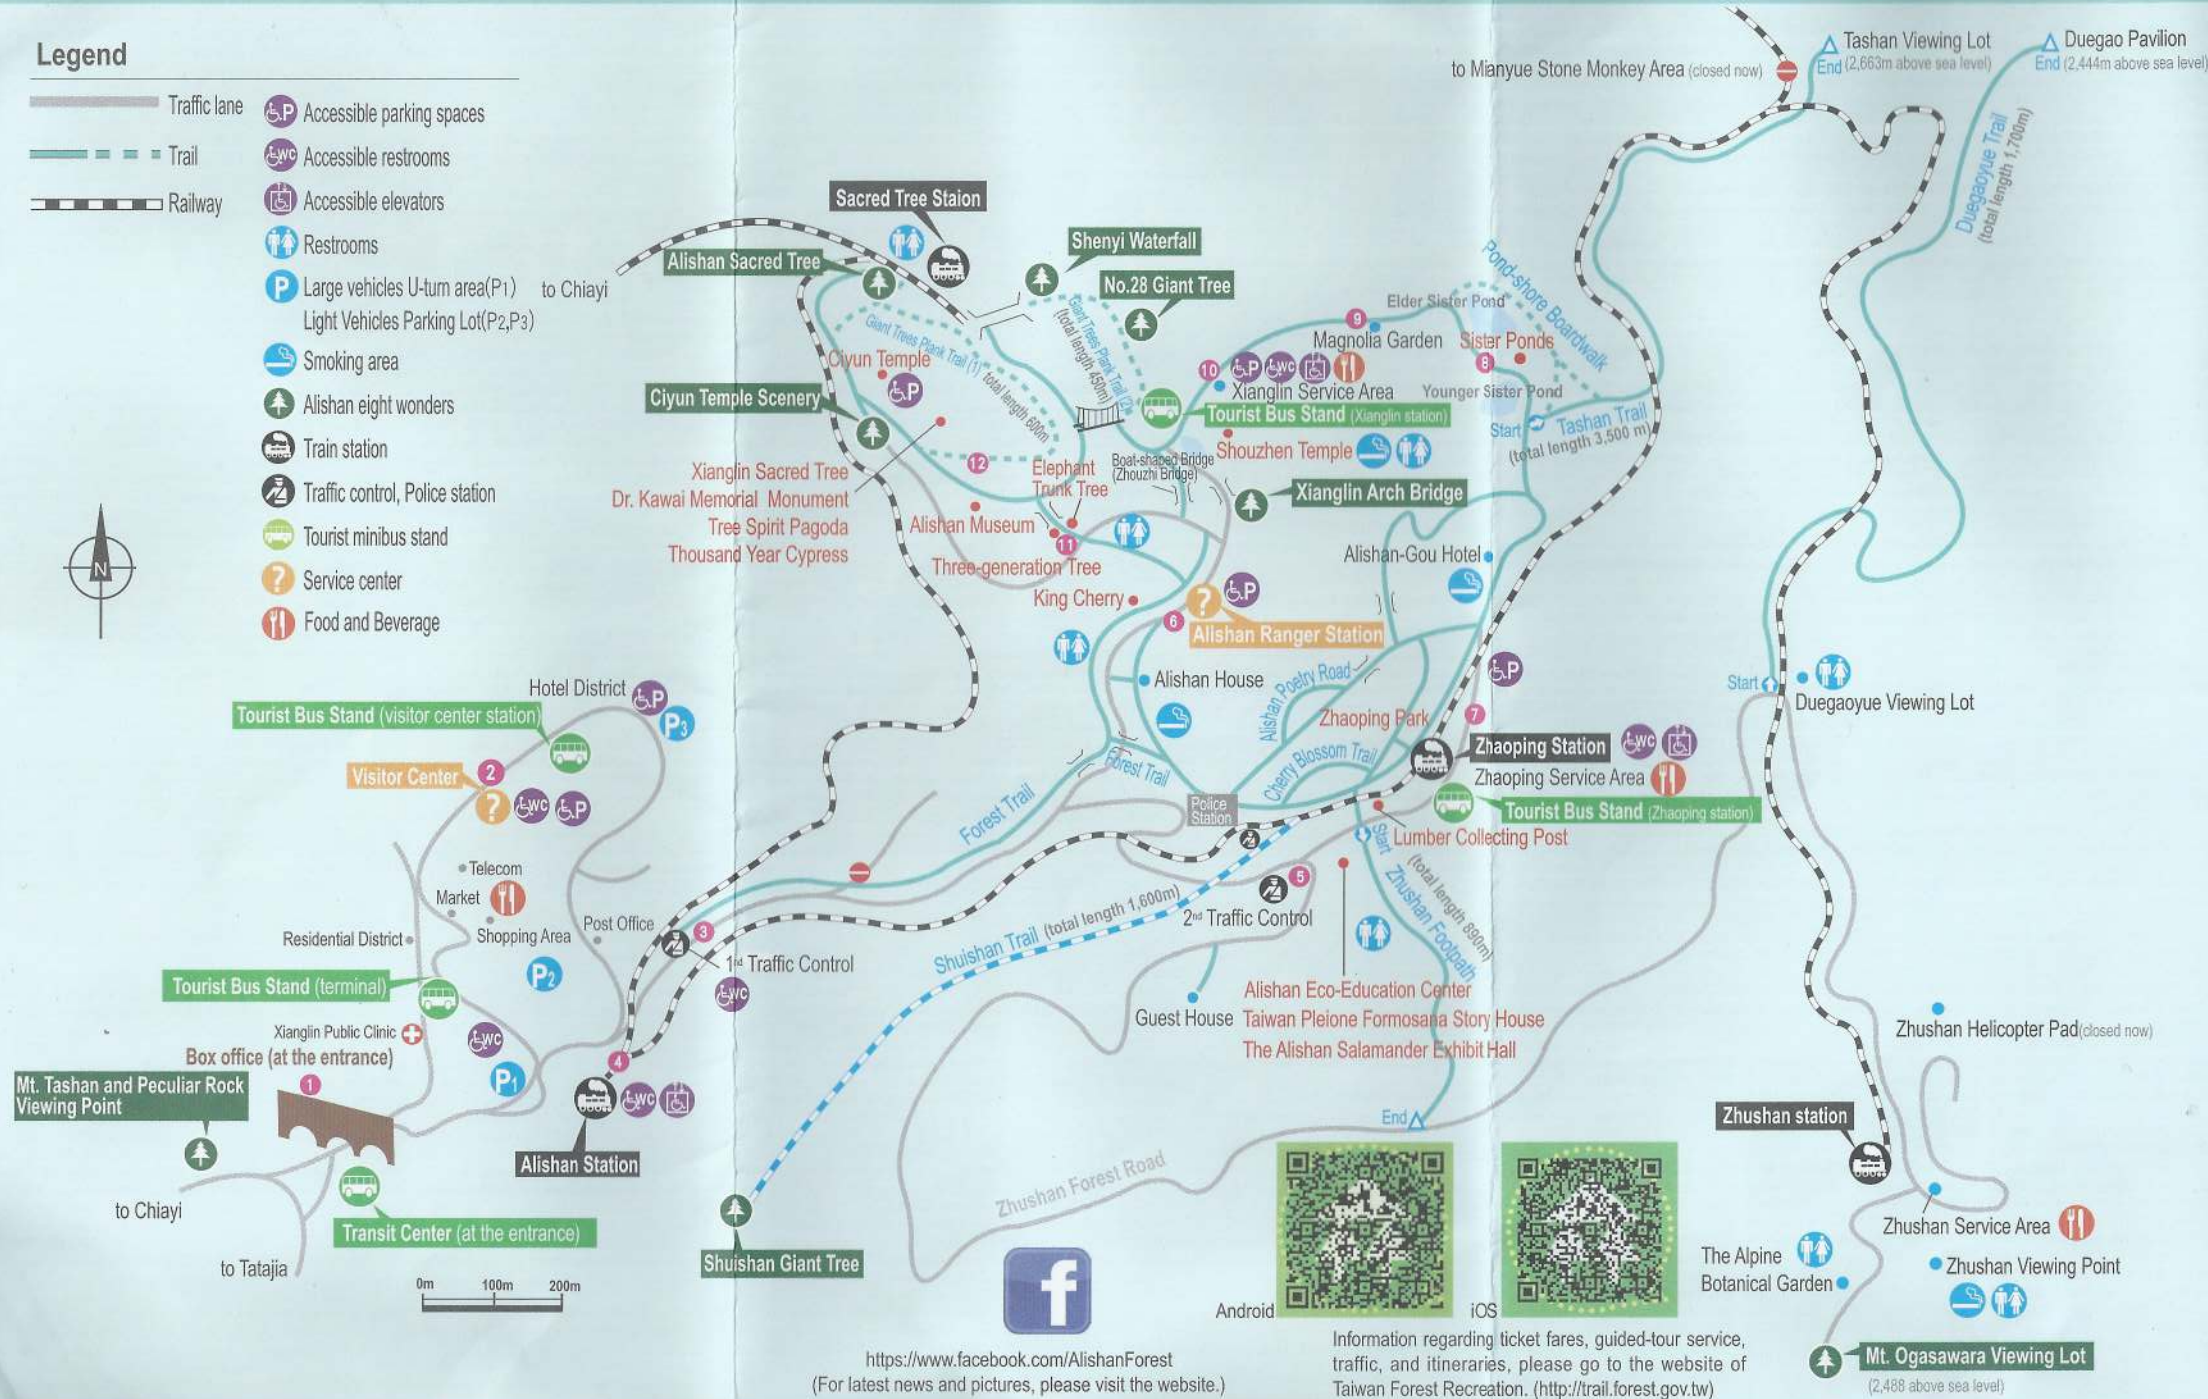 Legend
Traffic lane
Trail
Railway
Accessible parking spaces
Accessible restrooms
Accessible elevators
Restrooms
Large vehicles U-turn area(P1)
Light Vehicles Parking Lot(P2,P3)
Smoking area
Alishan eight wonders
Train station
Traffic control, Police station
Tourist minibus stand
Service center
Food and Beverage
N
to Chiayi
Sacred Tree Staion
Alishan Sacred Tree
Shenyi Waterfall
No.28 Giant Tree
Giant Trees Plank Trail (1)
total length 600m
Giant Trees Plank Trail (2)
(total length 450m)
Ciyun Temple
Ciyun Temple Scenery
Xianglin Sacred Tree
Dr. Kawai Memorial Monument
Tree Spirit Pagoda
Thousand Year Cypress
12
Alishan Museum
Elephant
Trunk Tree
11
Three-generation Tree
King Cherry
Boat-shaped Bridge
(Zhouzhi Bridge)
9
Magnolia Garden
Elder Sister Pond
Sister Ponds
8
Younger Sister Pond
Pond-shore Boardwalk
10
Xianglin Service Area
Tourist Bus Stand (Xianglin station)
Shouzhen Temple
Xianglin Arch Bridge
Start
Tashan Trail
(total length 3,500 m)
to Mianyue Stone Monkey Area (closed now)
Tashan Viewing Lot
End (2,663m above sea level)
Duegao Pavilion
End (2,444m above sea level)
Duegaoyue Trail
(total length 1,700m)
Alishan-Gou Hotel
6
Alishan Ranger Station
Alishan House
Alishan Poetry Road
Zhaoping Park
Cherry Blossom Trail
7
Zhaoping Station
Zhaoping Service Area
Tourist Bus Stand (Zhaoping station)
Lumber Collecting Post
Start
Duegaoyue Viewing Lot
Forest Trail
Forest Trail
Police
Station
Start
Zhushan Footpath
(total length 890m)
End
5
2nd Traffic Control
Guest House
Alishan Eco-Education Center
Taiwan Pleione Formosana Story House
The Alishan Salamander Exhibit Hall
Shuishan Trail (total length 1,600m)
Shuishan Giant Tree
Zhushan Forest Road
Hotel District
P3
Tourist Bus Stand (visitor center station)
Visitor Center
2
Telecom
Market
Shopping Area
Post Office
Residential District
P2
3
1nd Traffic Control
Tourist Bus Stand (terminal)
Xianglin Public Clinic
Box office (at the entrance)
1
P1
4
Alishan Station
Mt. Tashan and Peculiar Rock
Viewing Point
to Chiayi
to Tatajia
Transit Center (at the entrance)
0m 100m 200m
Zhushan Helicopter Pad(closed now)
Zhushan station
Zhushan Service Area
The Alpine
Botanical Garden
Zhushan Viewing Point
Mt. Ogasawara Viewing Lot
(2,488 above sea level)
f
https://www.facebook.com/AlishanForest
(For latest news and pictures, please visit the website.)
Android
iOS
Information regarding ticket fares, guided-tour service,
traffic, and itineraries, please go to the website of
Taiwan Forest Recreation. (http://trail.forest.gov.tw)